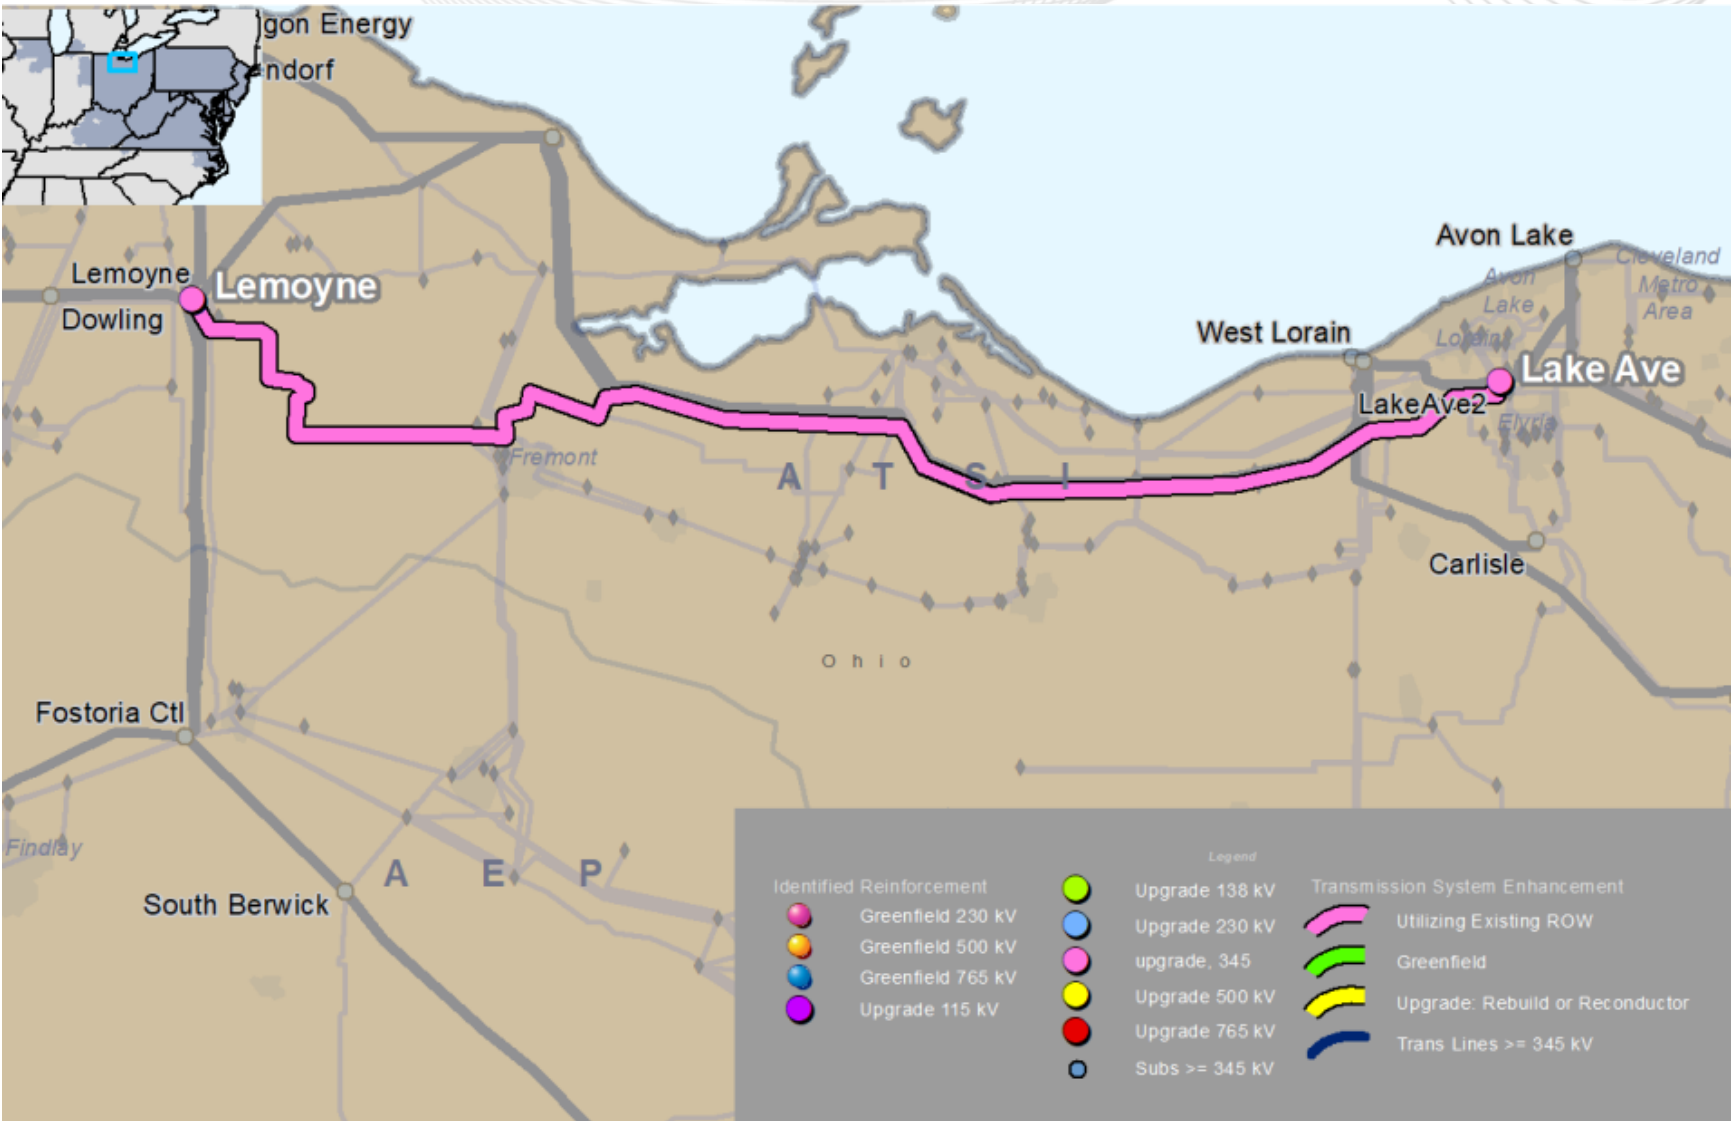 gon Energy
ndorf
Avon Lake
Cleveland
Metro
Area
Avon
Lake
Lemoyne
Lemoyne
Dowling
West Lorain
Lorain
Lake Ave
LakeAve2
Elyria
Fremont
A T S I
Carlisle
Ohio
Fostoria Ctl
Findlay
A E P
South Berwick
Legend
Identified Reinforcement
Greenfield 230 kV
Greenfield 500 kV
Greenfield 765 kV
Upgrade 115 kV
Upgrade 138 kV
Upgrade 230 kV
upgrade, 345
Upgrade 500 kV
Upgrade 765 kV
Subs >= 345 kV
Transmission System Enhancement
Utilizing Existing ROW
Greenfield
Upgrade: Rebuild or Reconductor
Trans Lines >= 345 kV